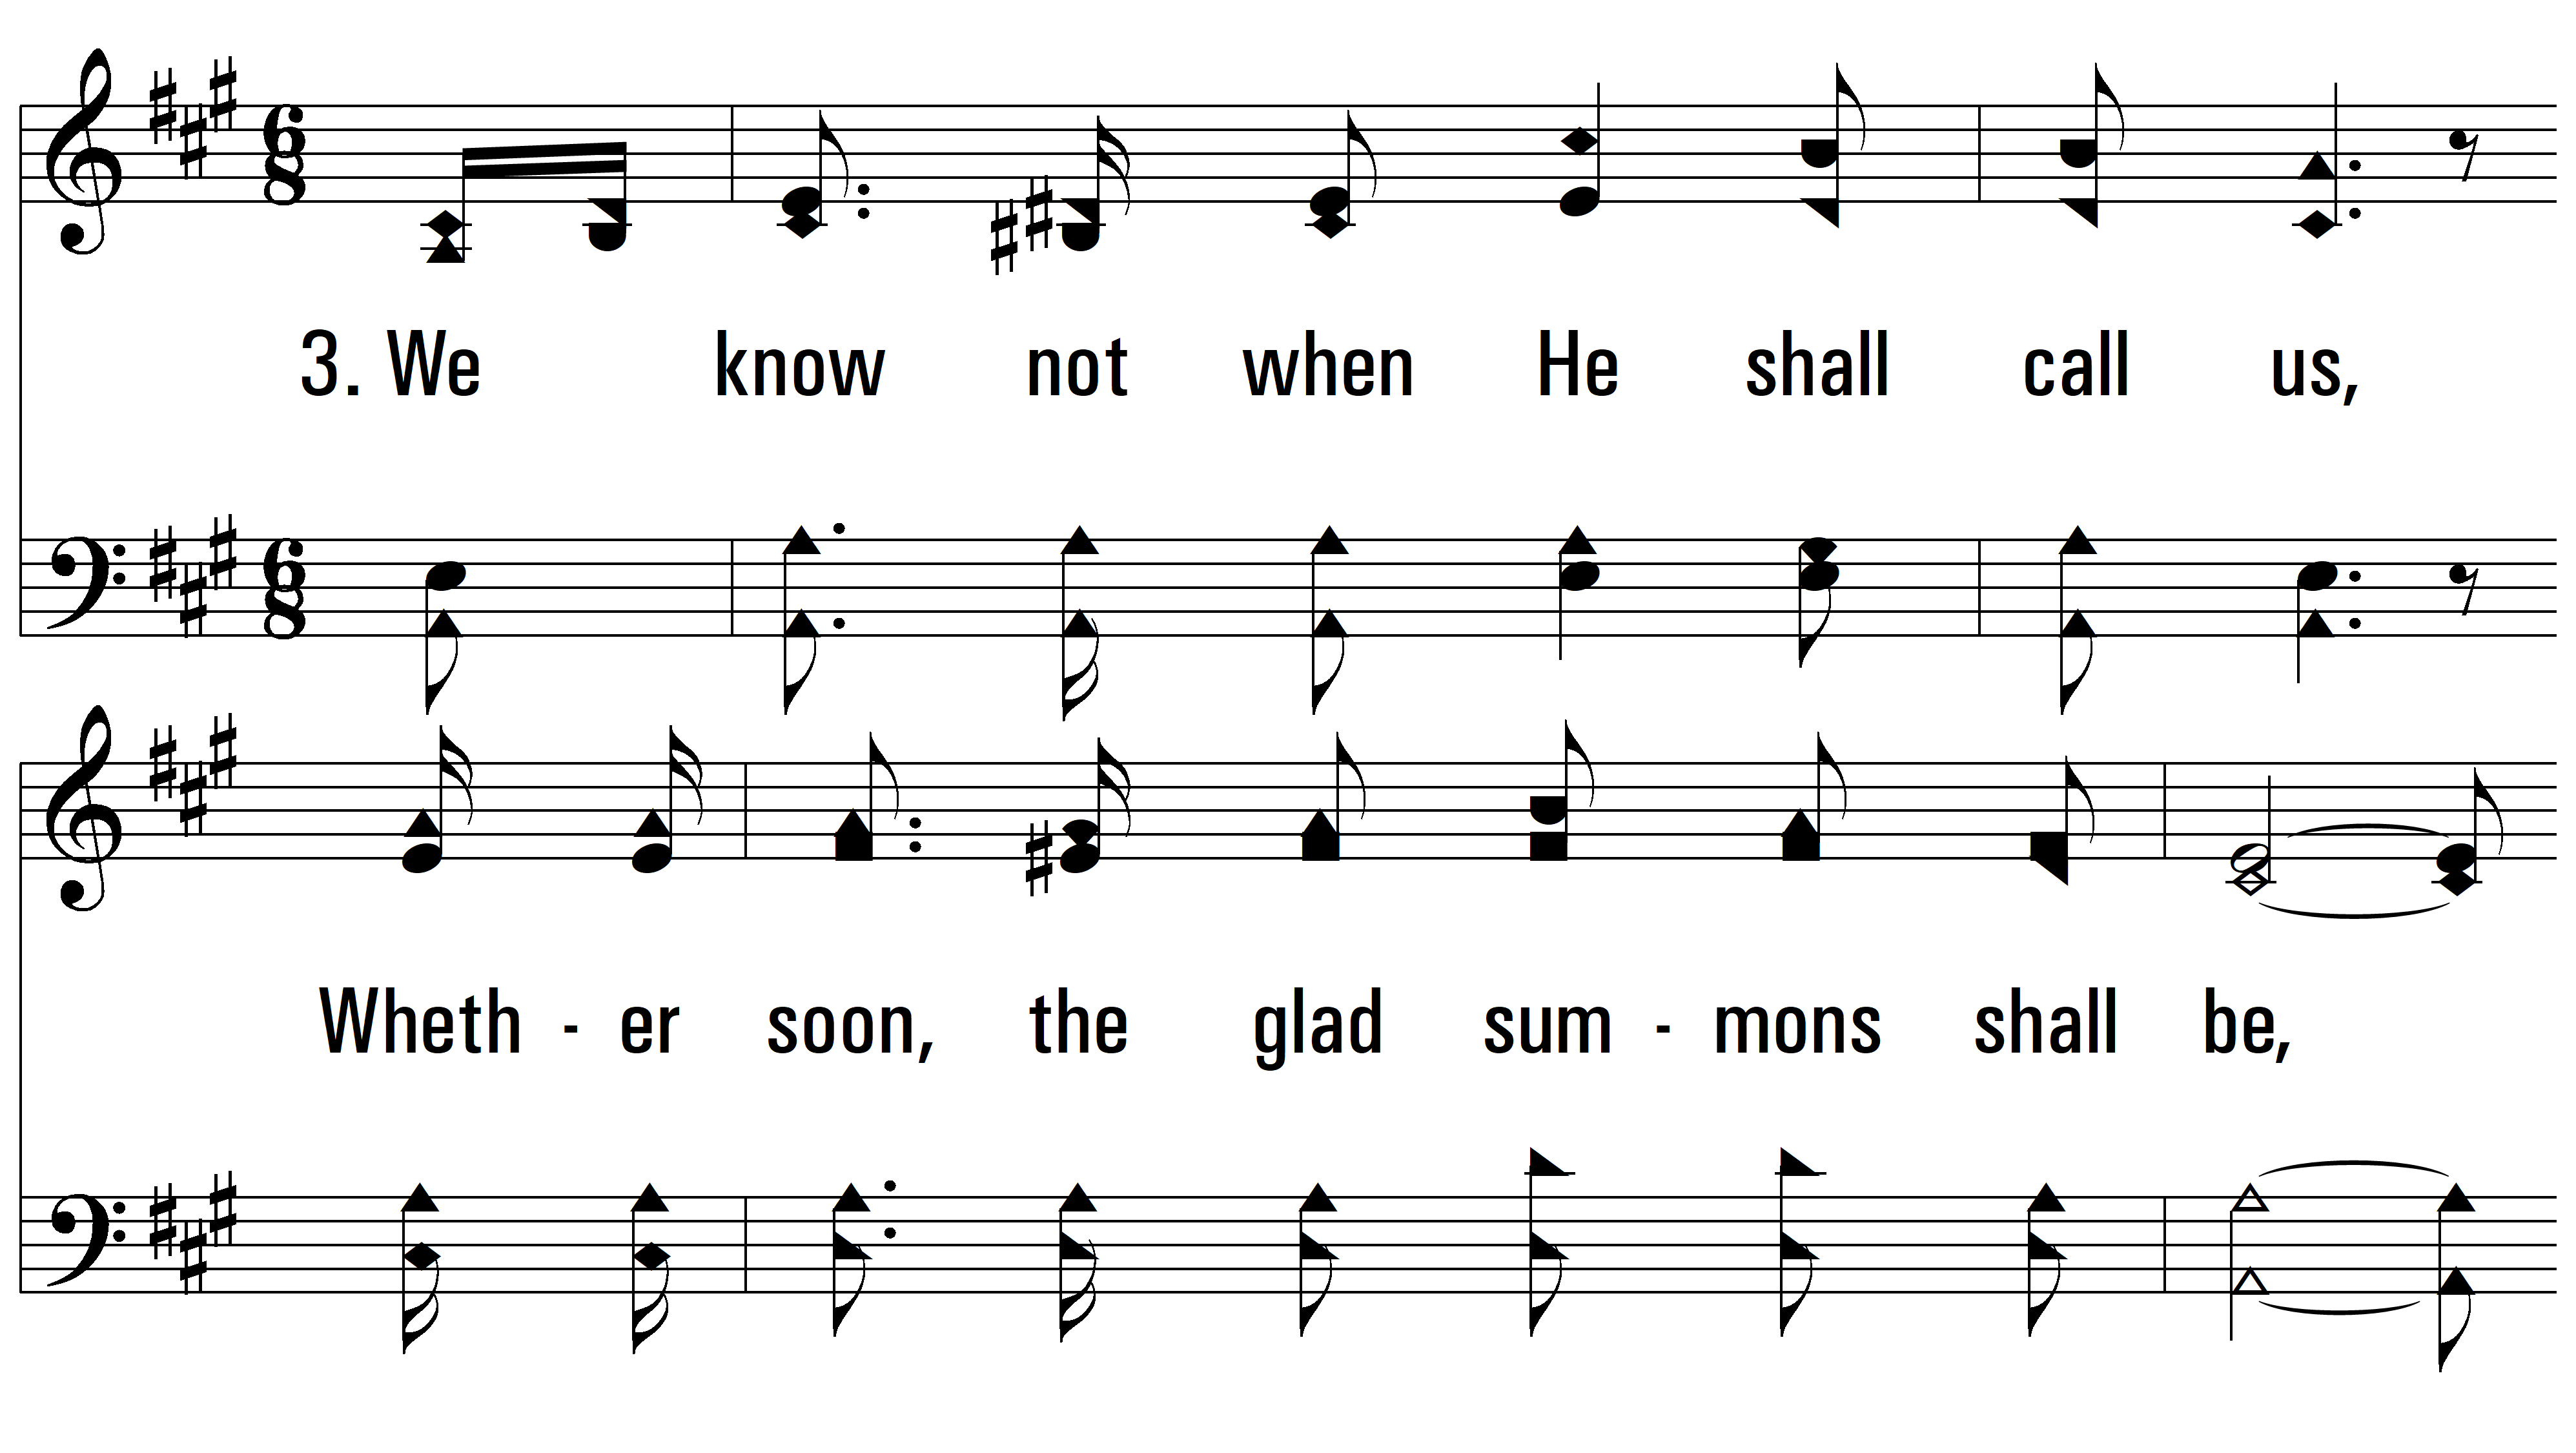 3. We know not when He shall call us,
Wheth - er soon, the glad sum - mons shall be,